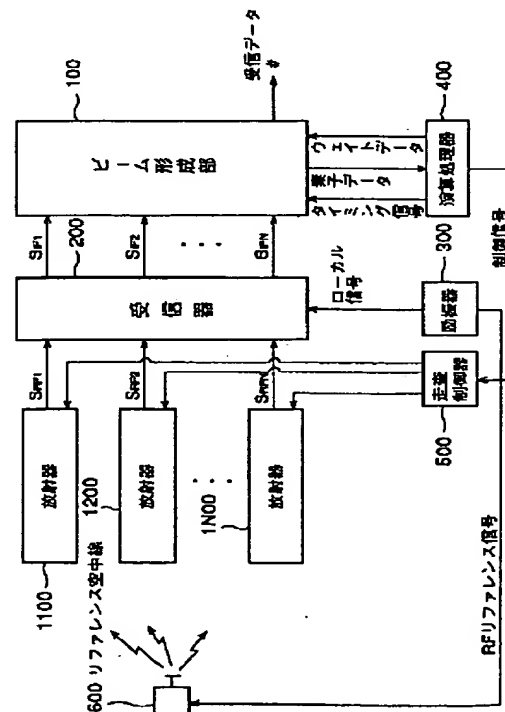 600 リファレンス空中線
1100
放射器
1200
放射器
1N00
放射器
SRF1
SRF2
SRFN
200
受信器
SIF1
SIF2
SIFN
100
ビーム形成部
受信データ
#
ローカル
信号
タイミング信号
素子データ
ウェイトデータ
400
演算処理器
300
500
走査
制御器
制御信号
RFリファレンス信号